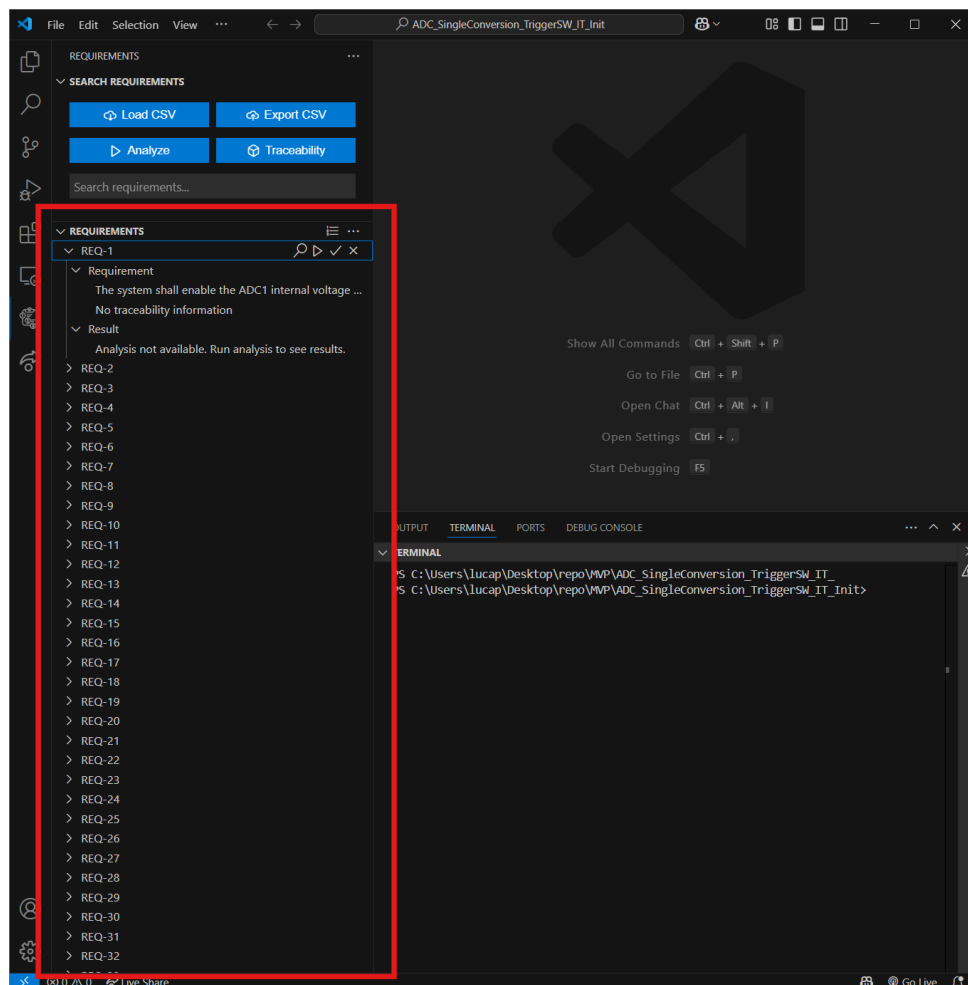 File Edit Selection View ··· ADC_SingleConversion_TriggerSW_IT_Init
REQUIREMENTS
SEARCH REQUIREMENTS
Load CSV
Export CSV
Analyze
Traceability
Search requirements...
REQUIREMENTS
REQ-1
Requirement
The system shall enable the ADC1 internal voltage ...
No traceability information
Result
Analysis not available. Run analysis to see results.
REQ-2
REQ-3
REQ-4
REQ-5
REQ-6
REQ-7
REQ-8
REQ-9
REQ-10
REQ-11
REQ-12
REQ-13
REQ-14
REQ-15
REQ-16
REQ-17
REQ-18
REQ-19
REQ-20
REQ-21
REQ-22
REQ-23
REQ-24
REQ-25
REQ-26
REQ-27
REQ-28
REQ-29
REQ-30
REQ-31
REQ-32
Show All Commands Ctrl + Shift + P
Go to File Ctrl + P
Open Chat Ctrl + Alt + I
Open Settings Ctrl + ,
Start Debugging F5
TERMINAL PORTS DEBUG CONSOLE
TERMINAL
PS C:\Users\lucap\Desktop\repo\MVP\ADC_SingleConversion_TriggerSW_IT_
PS C:\Users\lucap\Desktop\repo\MVP\ADC_SingleConversion_TriggerSW_IT_Init>
0 0 Live Share Go Live